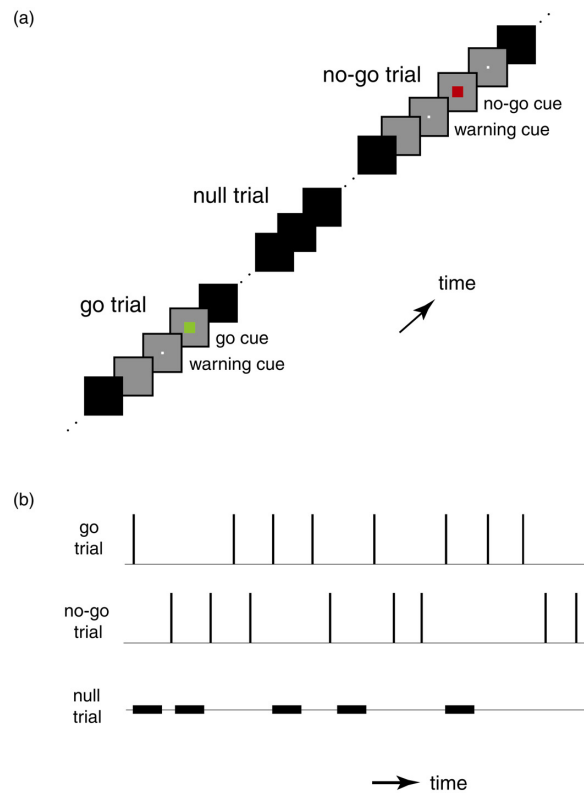 (a)
no-go trial
no-go cue
warning cue
null trial
time
go trial
go cue
warning cue
(b)
go
trial
no-go
trial
null
trial
time